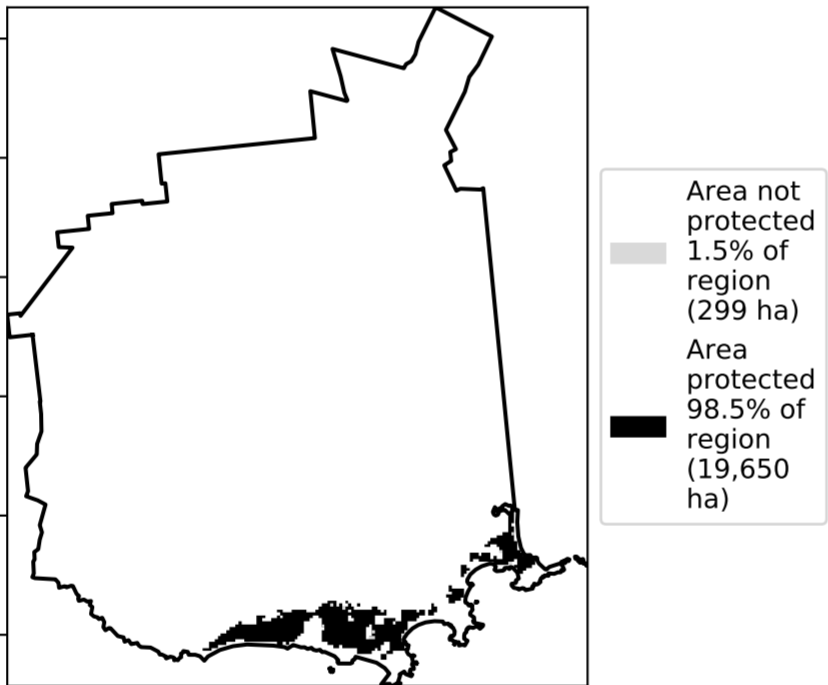 Area not
protected
1.5% of
region
(299 ha)
Area
protected
98.5% of
region
(19,650
ha)